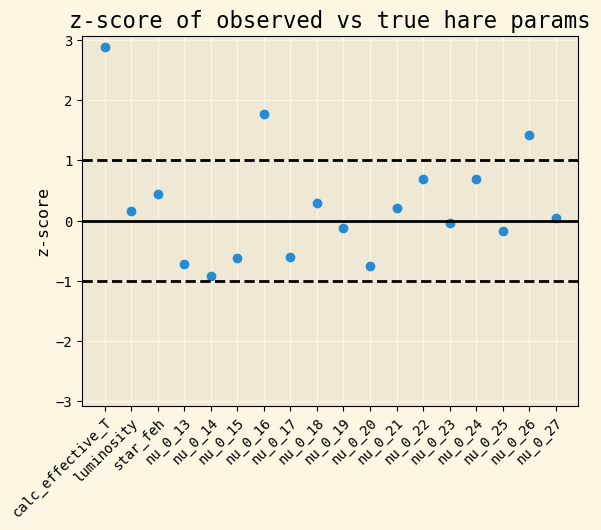 z-score of observed vs true hare params
z-score
3
2
1
0
−1
−2
−3
calc_effective_T
luminosity
star_feh
nu_0_13
nu_0_14
nu_0_15
nu_0_16
nu_0_17
nu_0_18
nu_0_19
nu_0_20
nu_0_21
nu_0_22
nu_0_23
nu_0_24
nu_0_25
nu_0_26
nu_0_27